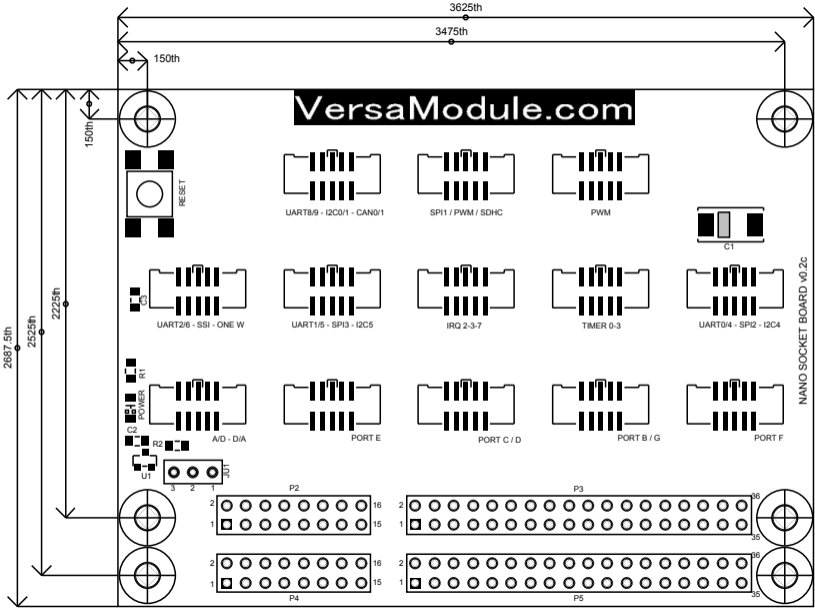 3625th
3475th
150th
VersaModule.com
150th
RESET
UART8/9 - I2C0/1 - CAN0/1
SPI1 / PWM / SDHC
PWM
C1
NANO SOCKET BOARD v0.2c
2687.5th
2525th
2225th
C3
UART2/6 - SSI - ONE W
UART1/5 - SPI3 - I2C5
IRQ 2-3-7
TIMER 0-3
UART0/4 - SPI2 - I2C4
R1
POWER
C2
R2
U1
A/D - D/A
PORT E
PORT C / D
PORT B / G
PORT F
JU1
3 2 1
P2
2 16
1 15
P3
2 36
1 35
2 16
1 15
P4
2 36
1 35
P5